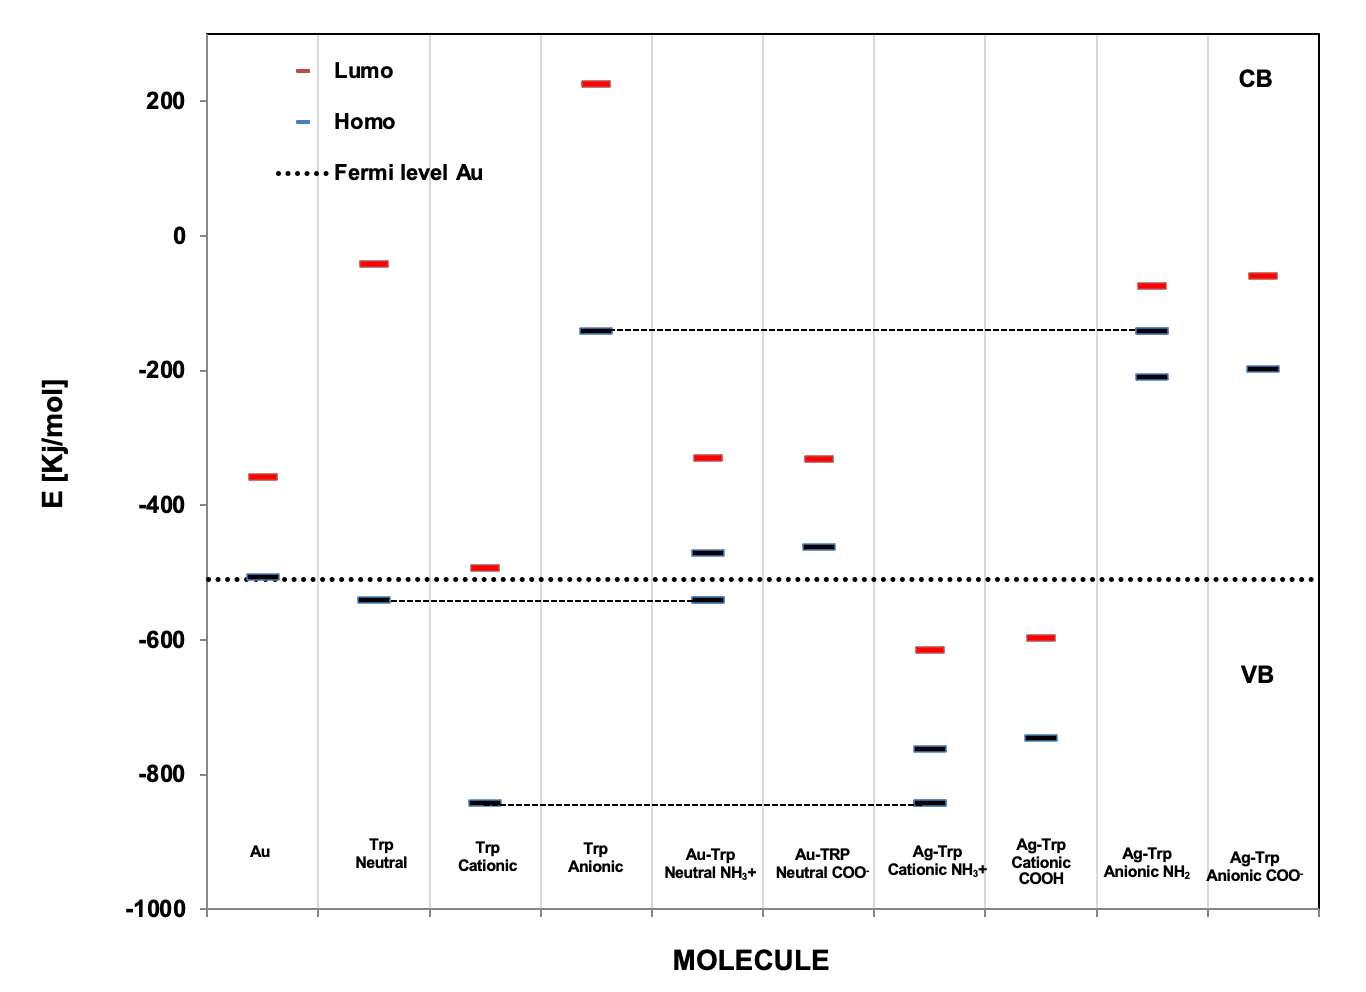 Lumo
Homo
Fermi level Au
CB
VB
200
0
-200
-400
-600
-800
-1000
E [Kj/mol]
Au
Trp
Neutral
Trp
Cationic
Trp
Anionic
Au-Trp
Neutral NH₃+
Au-TRP
Neutral COO⁻
Ag-Trp
Cationic NH₃+
Ag-Trp
Cationic
COOH
Ag-Trp
Anionic NH₂
Ag-Trp
Anionic COO⁻
MOLECULE